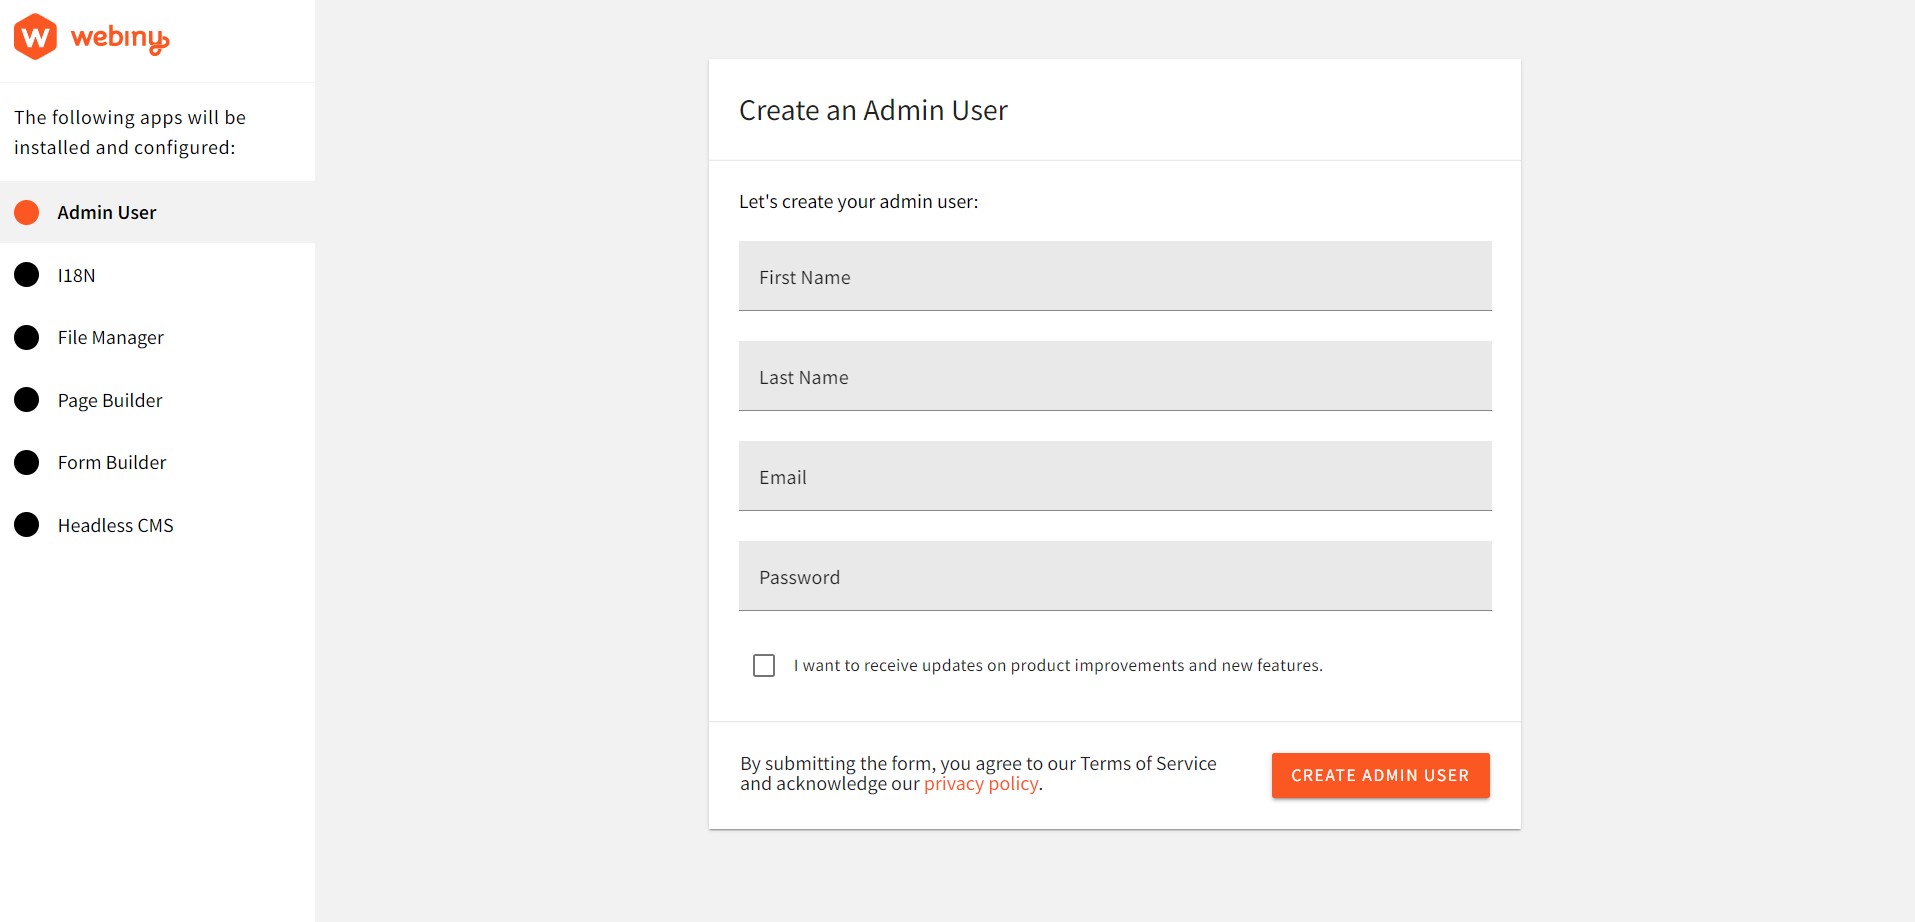 W webiny
The following apps will be
installed and configured:
Admin User
I18N
File Manager
Page Builder
Form Builder
Headless CMS
Create an Admin User
Let's create your admin user:
First Name
Last Name
Email
Password
I want to receive updates on product improvements and new features.
By submitting the form, you agree to our Terms of Service
and acknowledge our privacy policy.
CREATE ADMIN USER